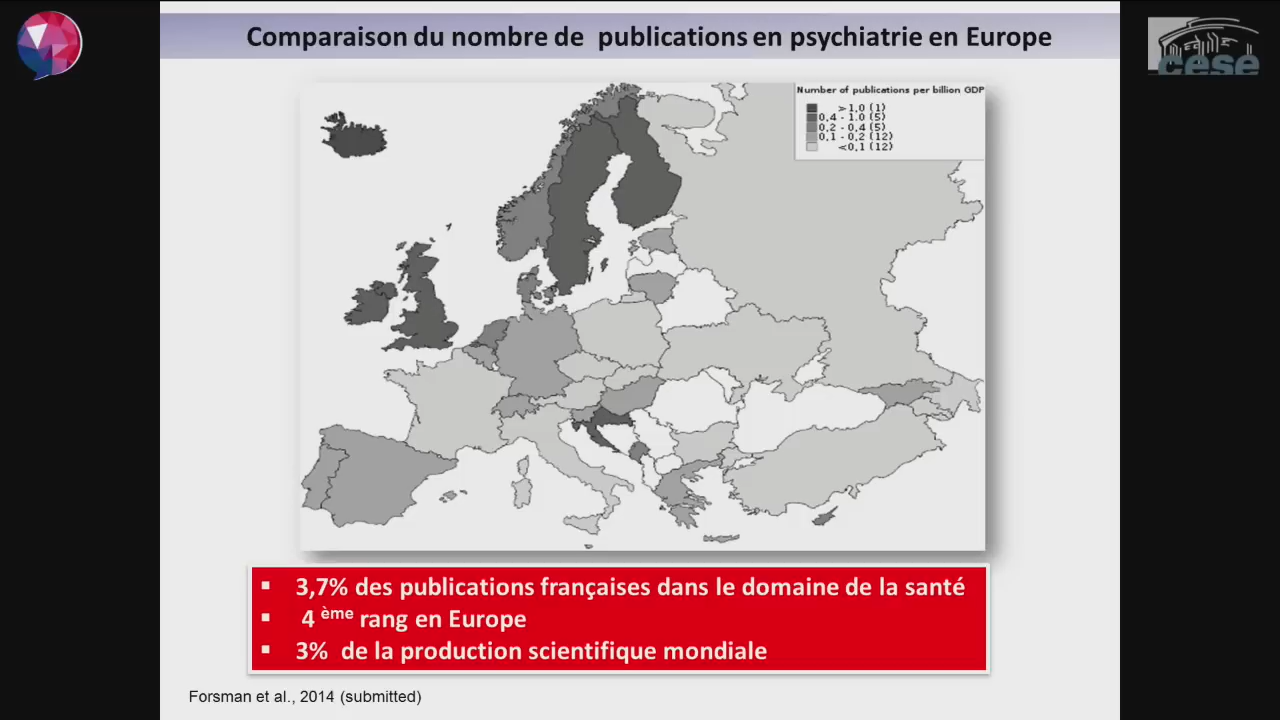 Comparaison du nombre de publications en psychiatrie en Europe
cese
Number of publications per billion GDP
>1,0 (1)
0,4 - 1,0 (5)
0,2 - 0,4 (5)
0,1 - 0,2 (12)
<0,1 (12)
▪ 3,7% des publications françaises dans le domaine de la santé
▪ 4 ème rang en Europe
▪ 3% de la production scientifique mondiale
Forsman et al., 2014 (submitted)